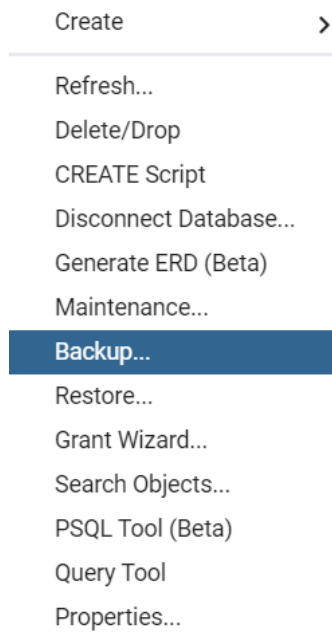 Create
Refresh...
Delete/Drop
CREATE Script
Disconnect Database...
Generate ERD (Beta)
Maintenance...
Backup...
Restore...
Grant Wizard...
Search Objects...
PSQL Tool (Beta)
Query Tool
Properties...